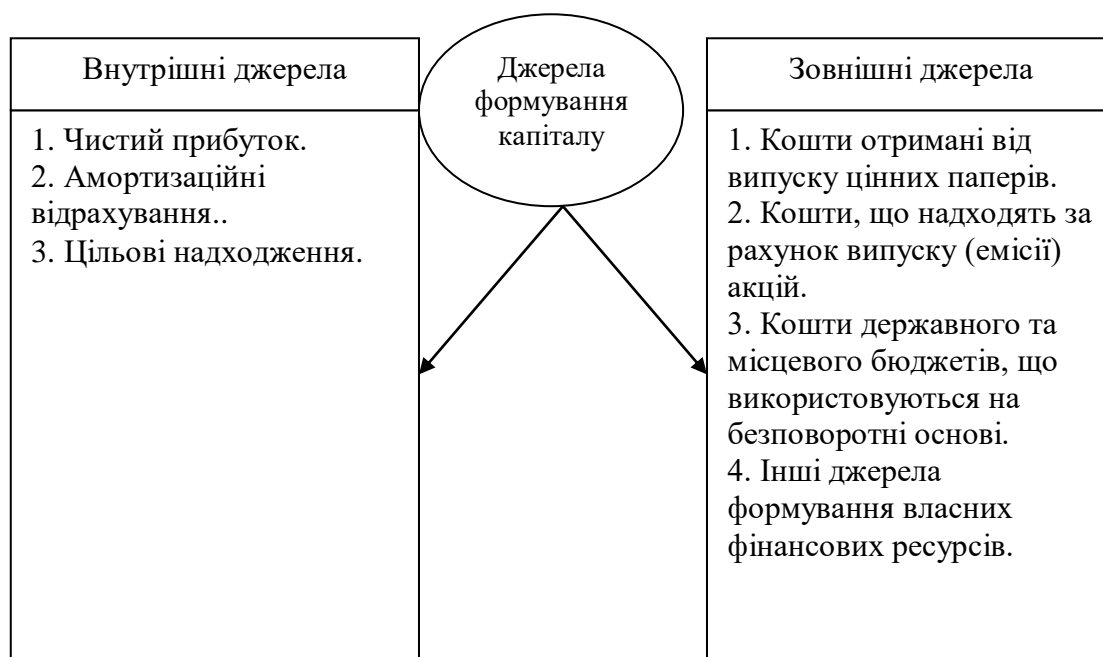 Внутрішні джерела
1. Чистий прибуток.
2. Амортизаційні
відрахування..
3. Цільові надходження.
Джерела
формування
капіталу
Зовнішні джерела
1. Кошти отримані від
випуску цінних паперів.
2. Кошти, що надходять за
рахунок випуску (емісії)
акцій.
3. Кошти державного та
місцевого бюджетів, що
використовуються на
безповоротні основі.
4. Інші джерела
формування власних
фінансових ресурсів.